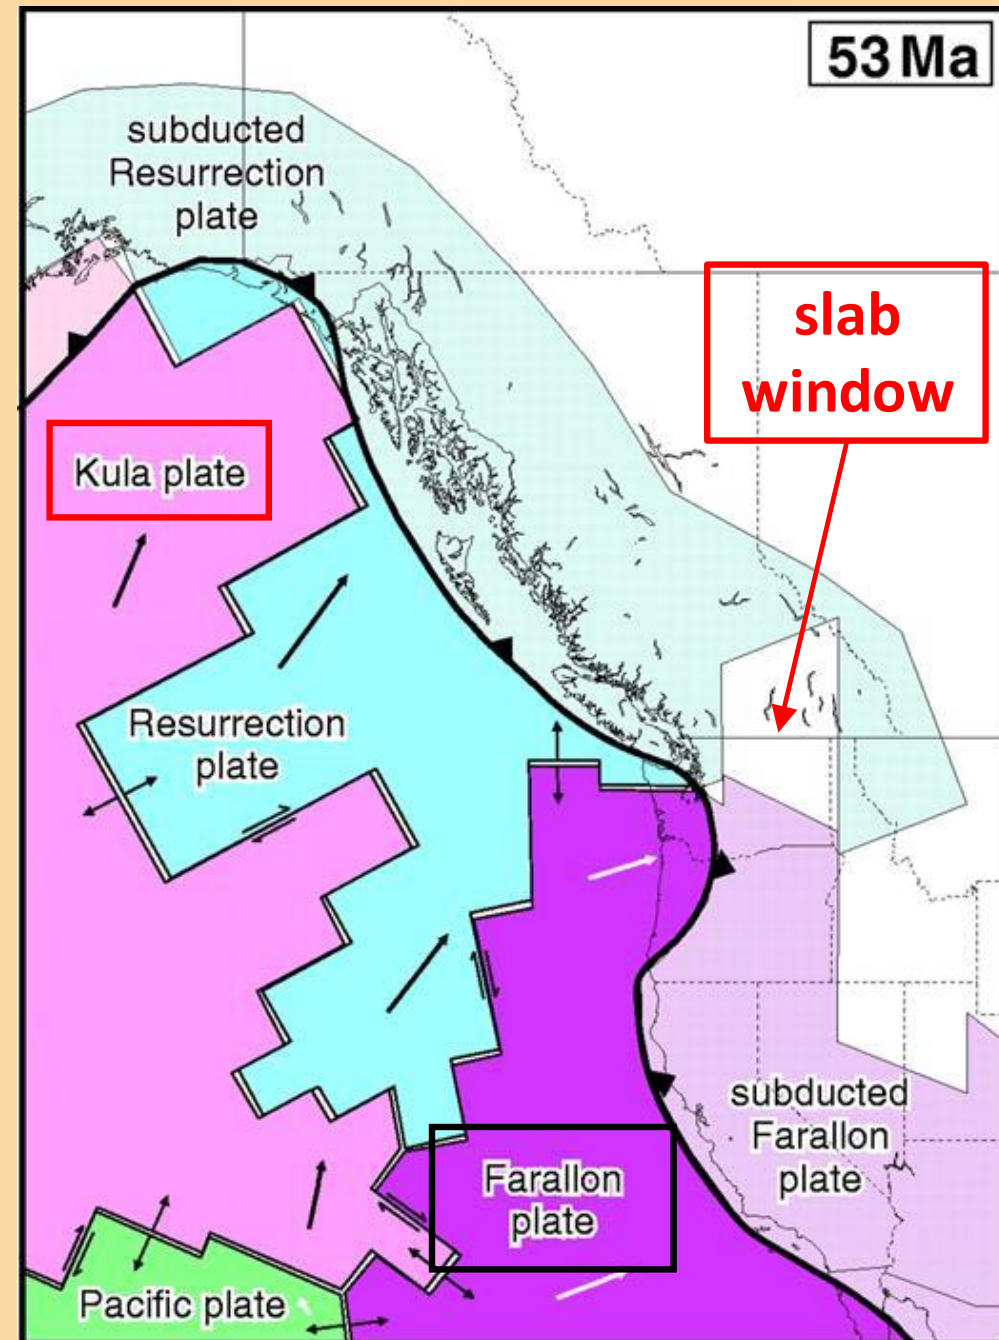 53 Ma
subducted
Resurrection
plate
slab
window
Kula plate
Resurrection
plate
subducted
Farallon
plate
Farallon
plate
Pacific plate